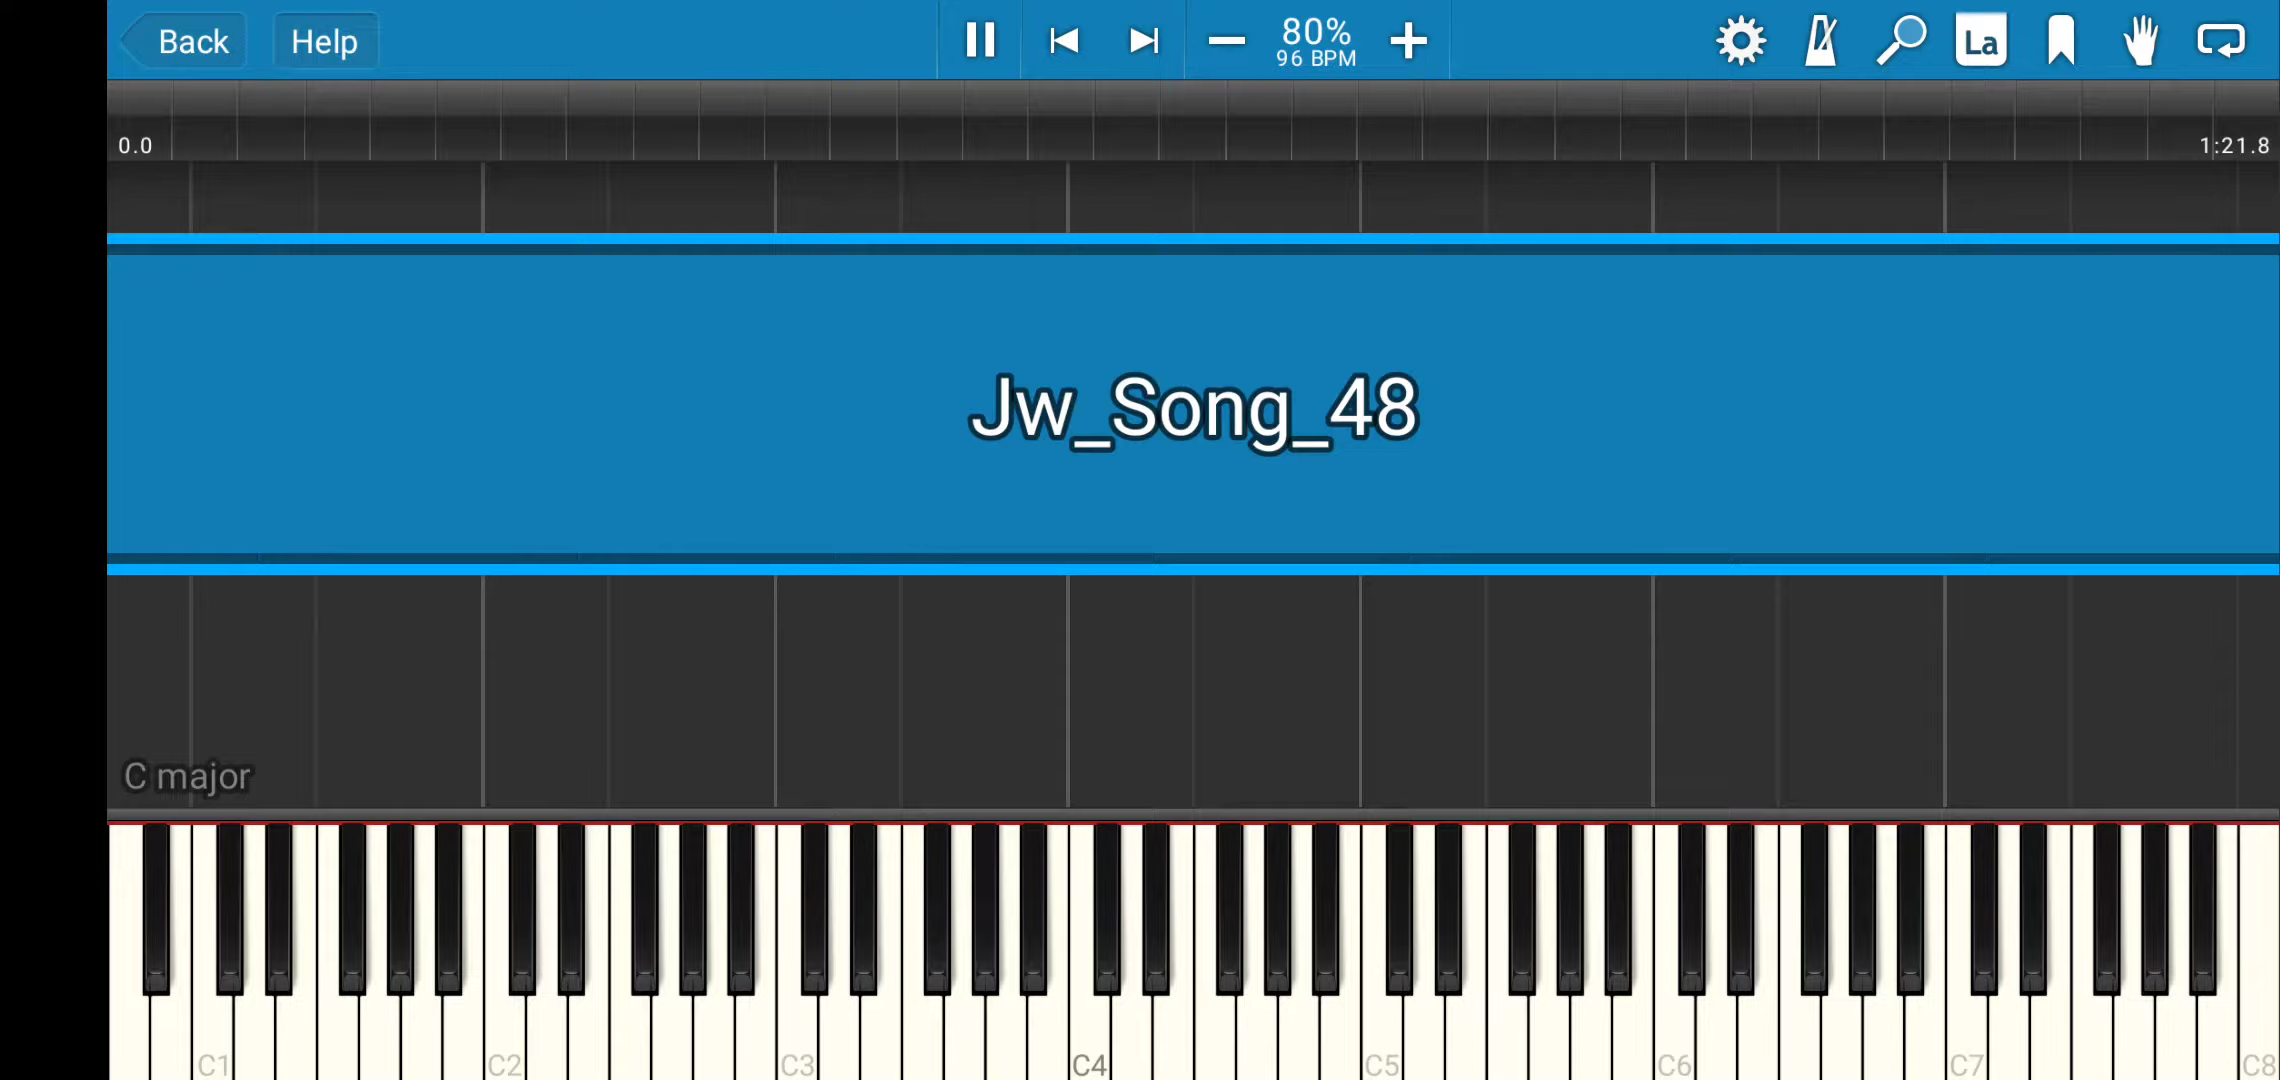 Back
Help
80%
96 BPM
La
0.0
1:21.8
Jw_Song_48
C major
C1
C2
C3
C4
C5
C6
C7
C8